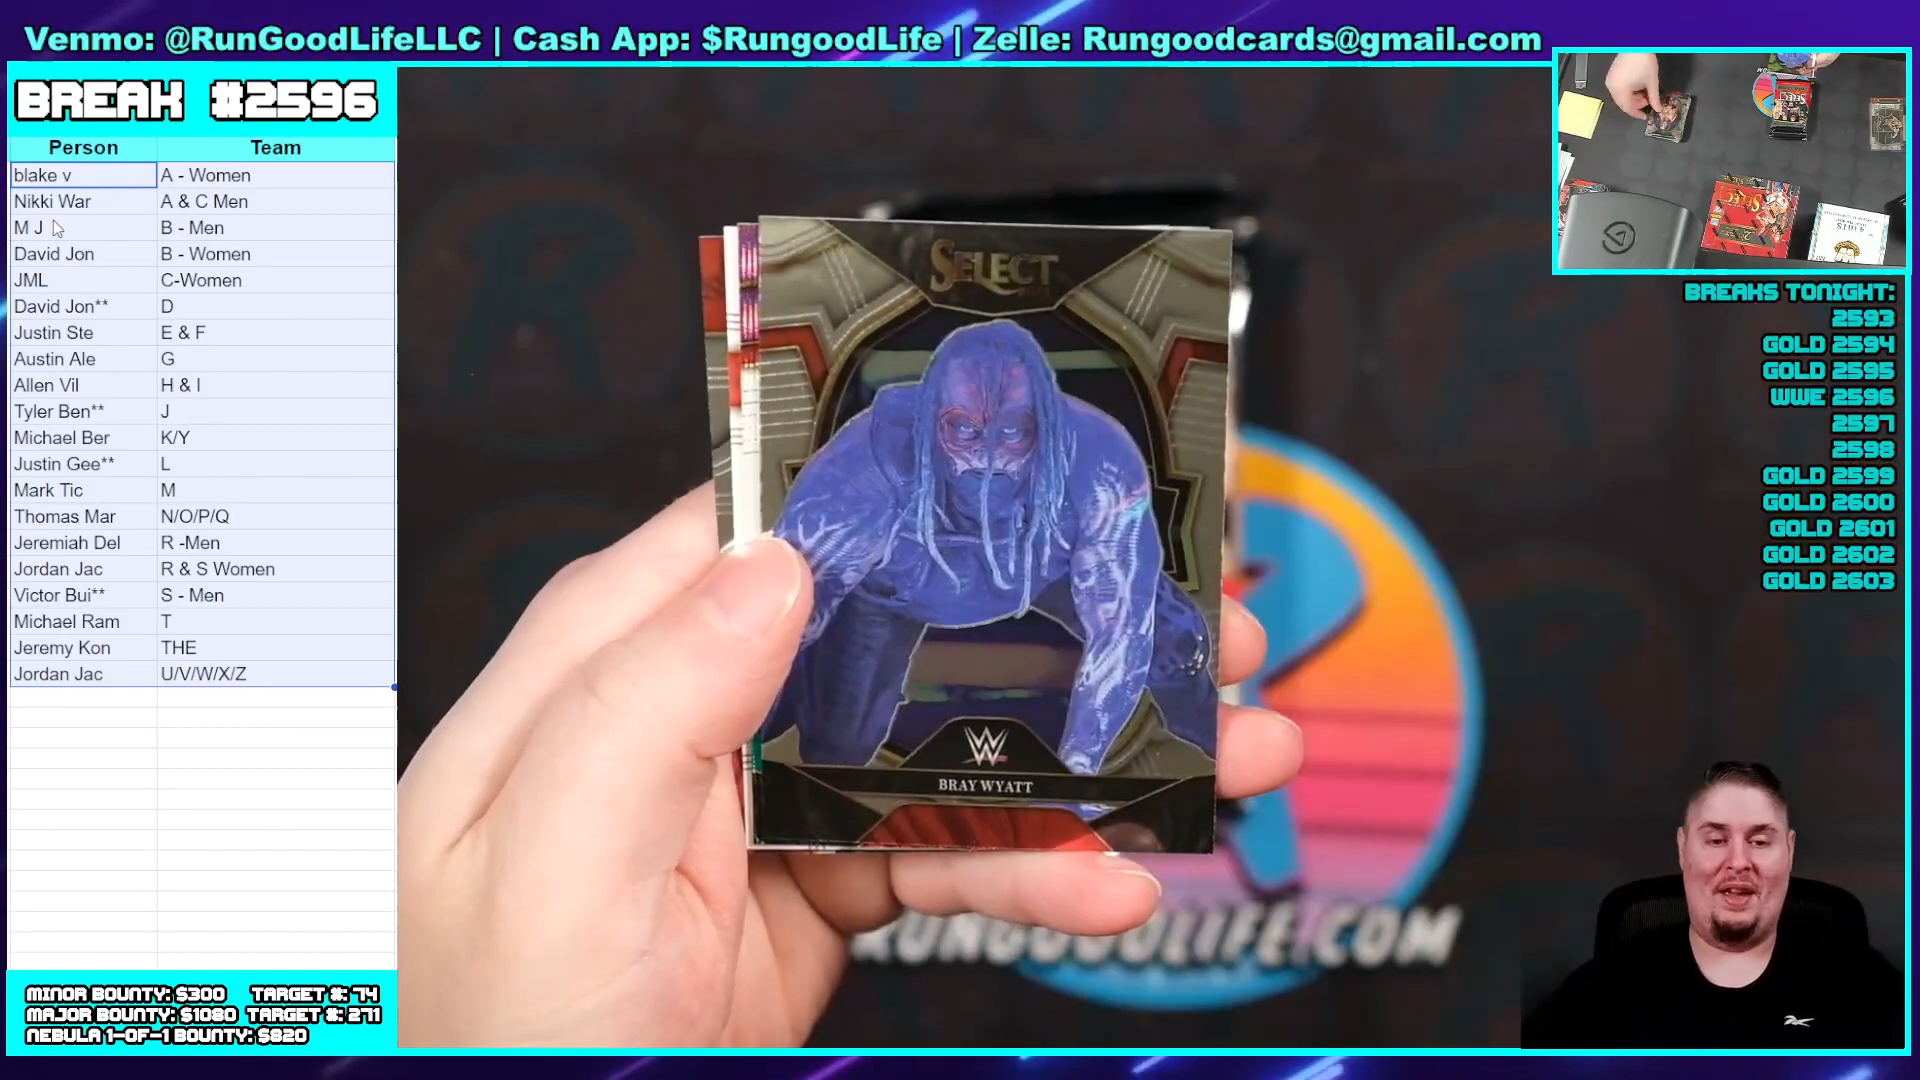 Venmo: @RunGoodLifeLLC | Cash App: $RungoodLife | Zelle: Rungoodcards@gmail.com
BREAK #2596
Person Team
blake v A - Women
Nikki War A & C Men
M J B - Men
David Jon B - Women
JML C-Women
David Jon** D
Justin Ste E & F
Austin Ale G
Allen Vil H & I
Tyler Ben** J
Michael Ber K/Y
Justin Gee** L
Mark Tic M
Thomas Mar N/O/P/Q
Jeremiah Del R -Men
Jordan Jac R & S Women
Victor Bui** S - Men
Michael Ram T
Jeremy Kon THE
Jordan Jac U/V/W/X/Z
MINOR BOUNTY: $300 TARGET #: 74
MAJOR BOUNTY: $1080 TARGET #: 271
NEBULA 1-OF-1 BOUNTY: $820
SELECT
W
BRAY WYATT
RUNGOODLIFE.COM
SELECT
SELECT
BREAKS TONIGHT:
2593
GOLD 2594
GOLD 2595
WWE 2596
2597
2598
GOLD 2599
GOLD 2600
GOLD 2601
GOLD 2602
GOLD 2603